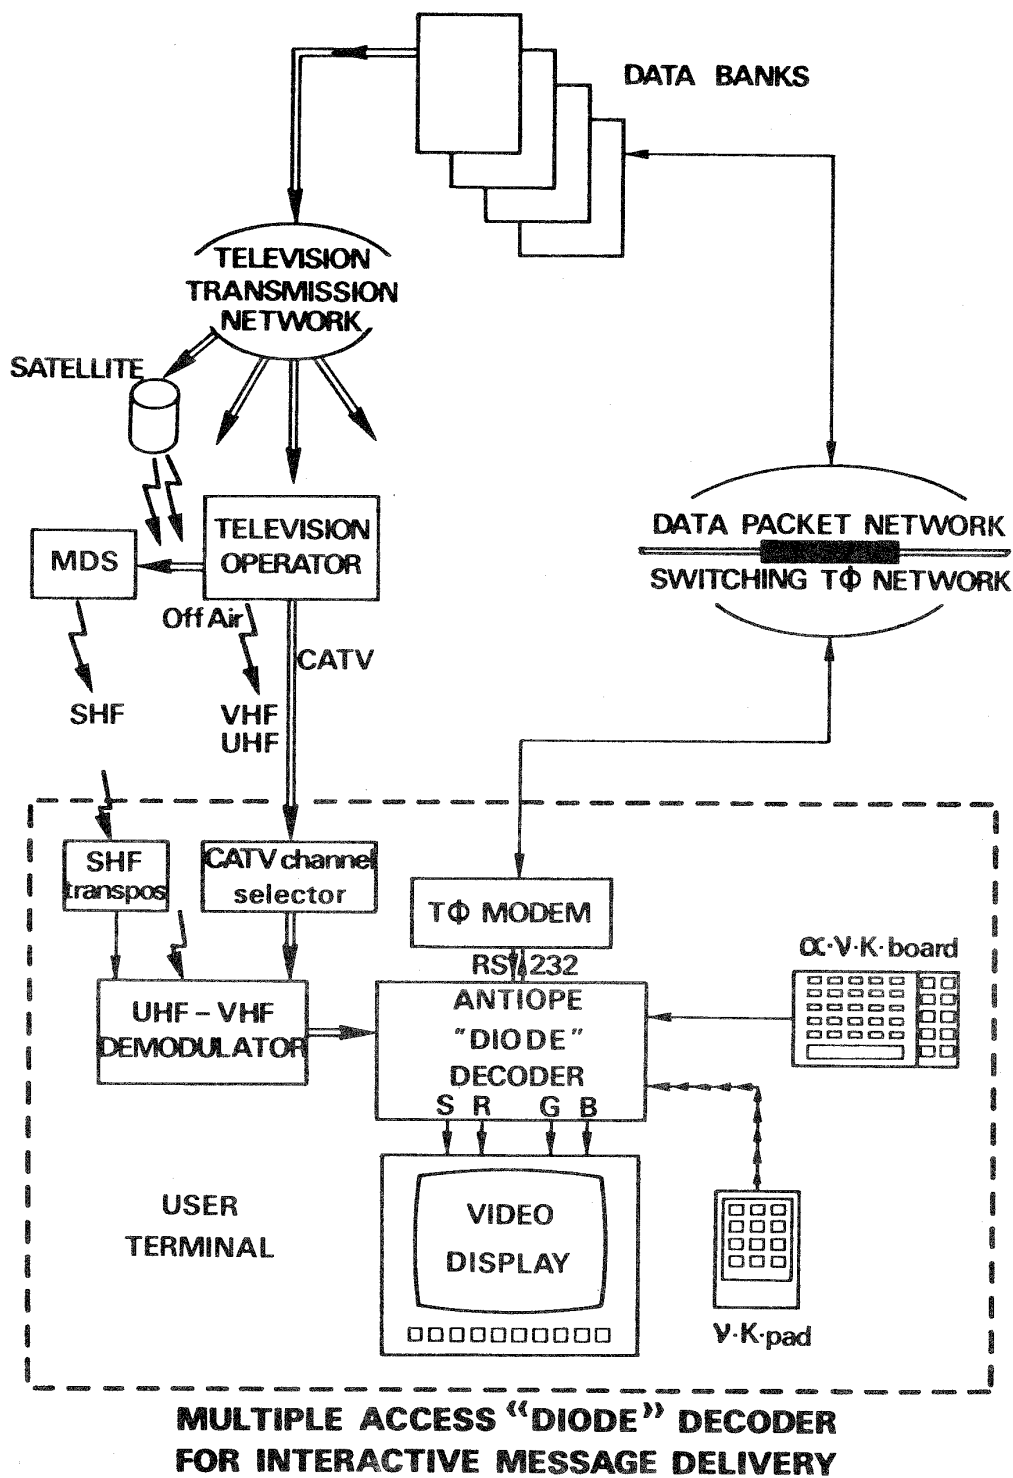 DATA BANKS
TELEVISION
TRANSMISSION
NETWORK
SATELLITE
TELEVISION
OPERATOR
MDS
Off Air
CATV
SHF
VHF
UHF
DATA PACKET NETWORK
SWITCHING TΦ NETWORK
SHF
transpos
CATV channel
selector
TΦ MODEM
RS 232
α·ν·K·board
UHF – VHF
DEMODULATOR
ANTIOPE
"DIODE"
DECODER
S R G B
USER
TERMINAL
VIDEO
DISPLAY
ν·K·pad
MULTIPLE ACCESS “DIODE” DECODER
FOR INTERACTIVE MESSAGE DELIVERY